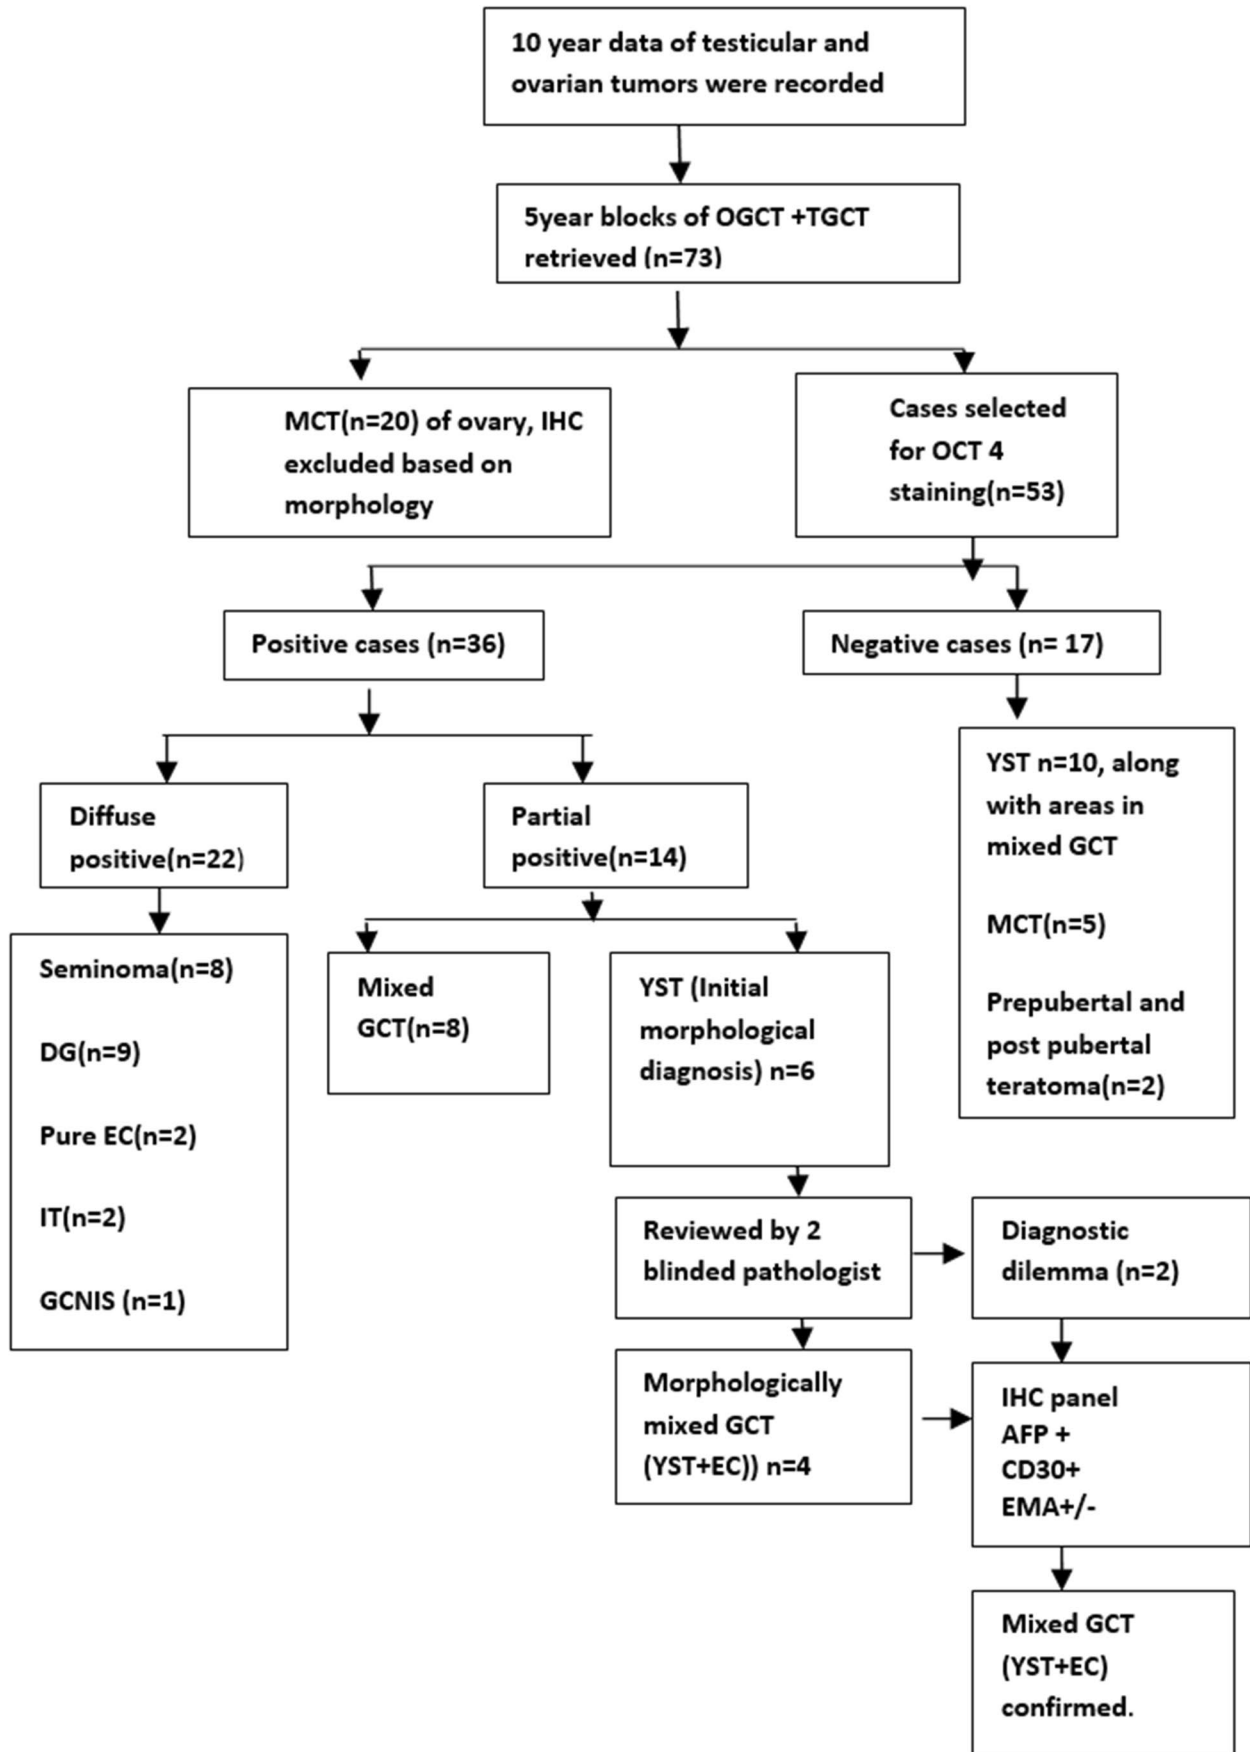 10 year data of testicular and
ovarian tumors were recorded
5year blocks of OGCT +TGCT
retrieved (n=73)
MCT(n=20) of ovary, IHC
excluded based on
morphology
Cases selected
for OCT 4
staining(n=53)
Positive cases (n=36)
Negative cases (n= 17)
Diffuse
positive(n=22)
Partial
positive(n=14)
YST n=10, along
with areas in
mixed GCT
MCT(n=5)
Prepubertal and
post pubertal
teratoma(n=2)
Seminoma(n=8)
DG(n=9)
Pure EC(n=2)
IT(n=2)
GCNIS (n=1)
Mixed
GCT(n=8)
YST (Initial
morphological
diagnosis) n=6
Reviewed by 2
blinded pathologist
Diagnostic
dilemma (n=2)
Morphologically
mixed GCT
(YST+EC)) n=4
IHC panel
AFP +
CD30+
EMA+/-
Mixed GCT
(YST+EC)
confirmed.